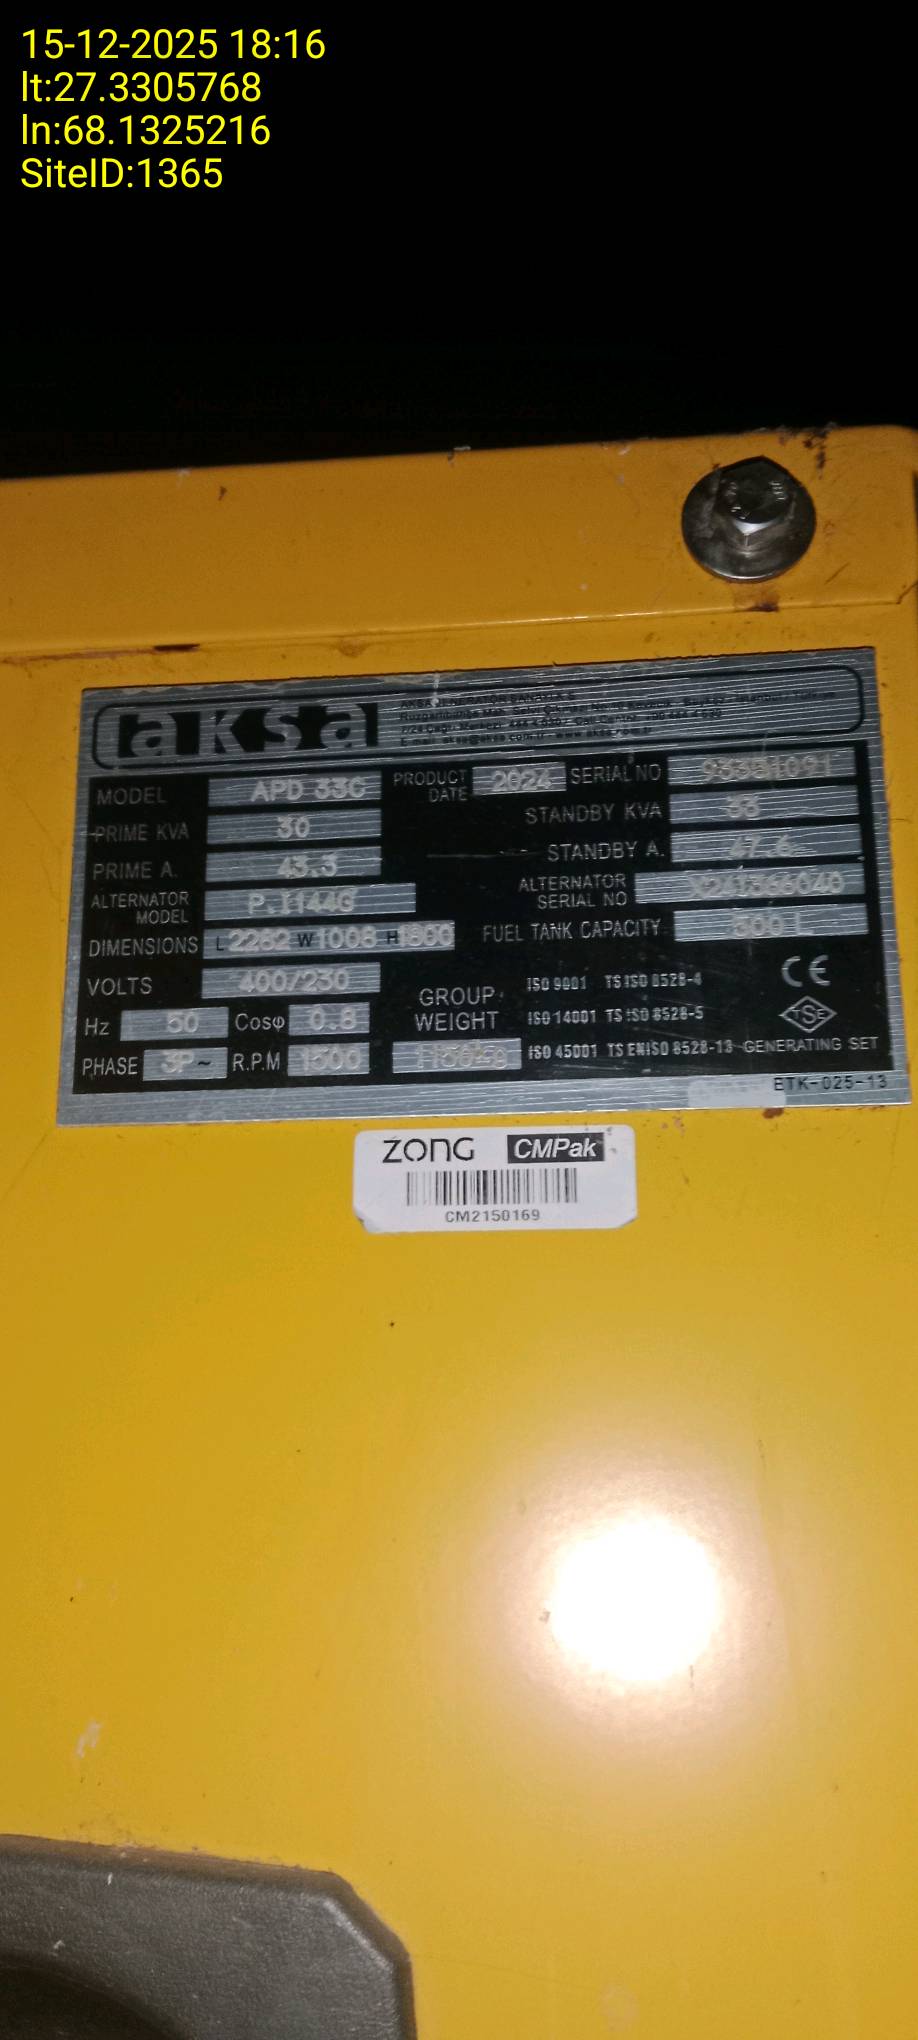 15-12-2025 18:16
lt:27.3305768
ln:68.1325216
SiteID:1365
aksa
AKSA JENERATOR SANAYİ A.Ş.
MODEL APD 33C PRODUCT DATE 2024 SERIAL NO
PRIME KVA 30 STANDBY KVA 33
PRIME A. 43.3 STANDBY A. 47.6
ALTERNATOR MODEL P.I144G ALTERNATOR SERIAL NO
DIMENSIONS L 2282 W 1008 H 1800 FUEL TANK CAPACITY 300 L
VOLTS 400/230 GROUP WEIGHT ISO 9001 TS ISO 8528-4 CE
Hz 50 Cosφ 0.8 ISO 14001 TS ISO 8528-5 TSE
PHASE 3P~ R.P.M 1500 ISO 45001 TS EN ISO 8528-13 GENERATING SET
ETK-025-13
ZONG CMPak
CM2150169